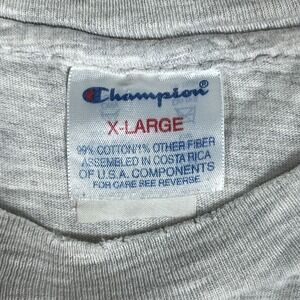 Champion®
X-LARGE
99% COTTON/1% OTHER FIBER
ASSEMBLED IN COSTA RICA
OF U.S.A. COMPONENTS
FOR CARE SEE REVERSE